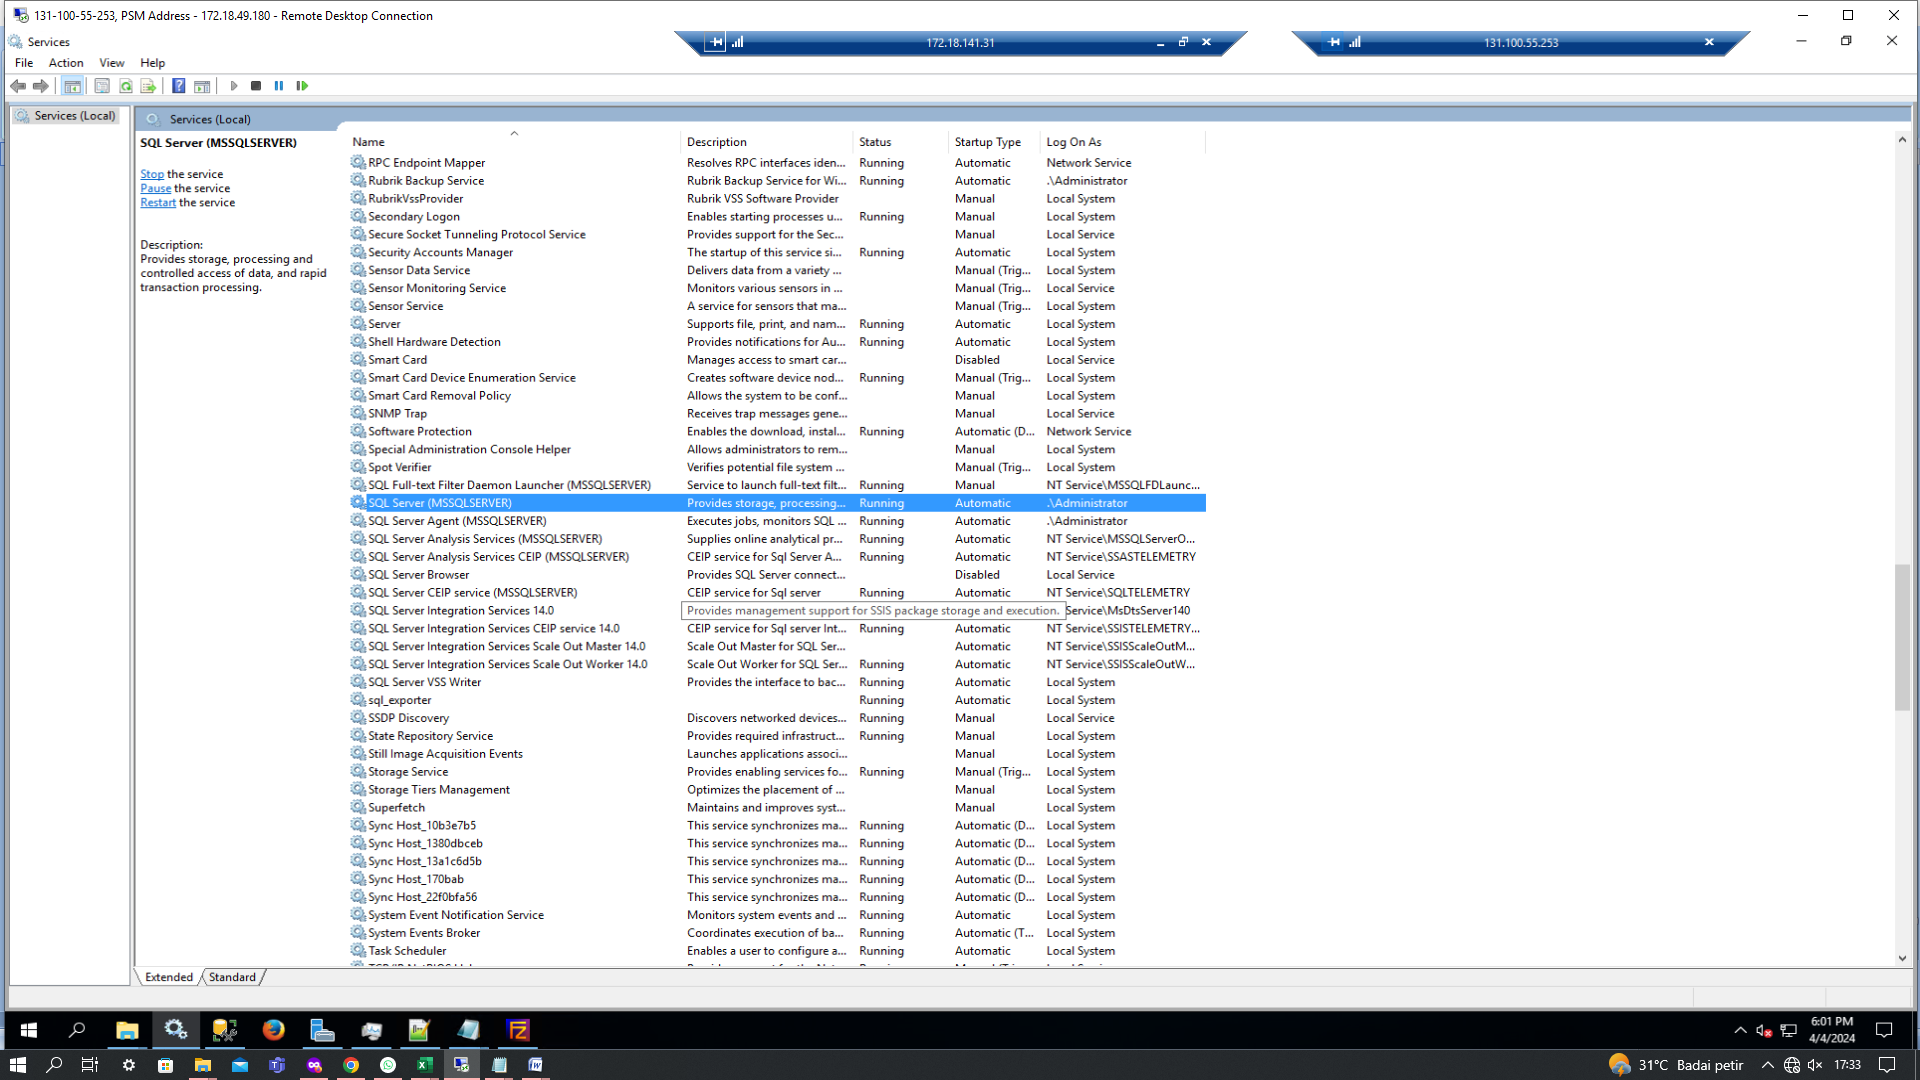 131-100-55-253, PSM Address - 172.18.49.180 - Remote Desktop Connection
Services
172.18.141.31
131.100.55.253
File Action View Help
Services (Local)
Services (Local)
SQL Server (MSSQLSERVER)
Stop the service
Pause the service
Restart the service
Description:
Provides storage, processing and
controlled access of data, and rapid
transaction processing.
Name Description Status Startup Type Log On As
RPC Endpoint Mapper Resolves RPC interfaces iden... Running Automatic Network Service
Rubrik Backup Service Rubrik Backup Service for Wi... Running Automatic .\Administrator
RubrikVssProvider Rubrik VSS Software Provider Manual Local System
Secondary Logon Enables starting processes u... Running Manual Local System
Secure Socket Tunneling Protocol Service Provides support for the Sec... Manual Local Service
Security Accounts Manager The startup of this service si... Running Automatic Local System
Sensor Data Service Delivers data from a variety ... Manual (Trig... Local System
Sensor Monitoring Service Monitors various sensors in ... Manual (Trig... Local Service
Sensor Service A service for sensors that ma... Manual (Trig... Local System
Server Supports file, print, and nam... Running Automatic Local System
Shell Hardware Detection Provides notifications for Au... Running Automatic Local System
Smart Card Manages access to smart car... Disabled Local Service
Smart Card Device Enumeration Service Creates software device nod... Running Manual (Trig... Local System
Smart Card Removal Policy Allows the system to be conf... Manual Local System
SNMP Trap Receives trap messages gene... Manual Local Service
Software Protection Enables the download, instal... Running Automatic (D... Network Service
Special Administration Console Helper Allows administrators to rem... Manual Local System
Spot Verifier Verifies potential file system ... Manual (Trig... Local System
SQL Full-text Filter Daemon Launcher (MSSQLSERVER) Service to launch full-text filt... Running Manual NT Service\MSSQLFDLaunc...
SQL Server (MSSQLSERVER) Provides storage, processing... Running Automatic .\Administrator
SQL Server Agent (MSSQLSERVER) Executes jobs, monitors SQL ... Running Automatic .\Administrator
SQL Server Analysis Services (MSSQLSERVER) Supplies online analytical pr... Running Automatic NT Service\MSSQLServerO...
SQL Server Analysis Services CEIP (MSSQLSERVER) CEIP service for Sql Server A... Running Automatic NT Service\SSASTELEMETRY
SQL Server Browser Provides SQL Server connect... Disabled Local Service
SQL Server CEIP service (MSSQLSERVER) CEIP service for Sql server Running Automatic NT Service\SQLTELEMETRY
SQL Server Integration Services 14.0 Provides management support for SSIS package storage and execution. Service\MsDtsServer140
SQL Server Integration Services CEIP service 14.0 CEIP service for Sql server Int... Running Automatic NT Service\SSISTELEMETRY...
SQL Server Integration Services Scale Out Master 14.0 Scale Out Master for SQL Ser... Automatic NT Service\SSISScaleOutM...
SQL Server Integration Services Scale Out Worker 14.0 Scale Out Worker for SQL Ser... Running Automatic NT Service\SSISScaleOutW...
SQL Server VSS Writer Provides the interface to bac... Running Automatic Local System
sql_exporter Running Automatic Local System
SSDP Discovery Discovers networked devices... Running Manual Local Service
State Repository Service Provides required infrastruct... Running Manual Local System
Still Image Acquisition Events Launches applications associ... Manual Local System
Storage Service Provides enabling services fo... Running Manual (Trig... Local System
Storage Tiers Management Optimizes the placement of ... Manual Local System
Superfetch Maintains and improves syst... Manual Local System
Sync Host_10b3e7b5 This service synchronizes ma... Running Automatic (D... Local System
Sync Host_1380dbceb This service synchronizes ma... Running Automatic (D... Local System
Sync Host_13a1c6d5b This service synchronizes ma... Running Automatic (D... Local System
Sync Host_170bab This service synchronizes ma... Running Automatic (D... Local System
Sync Host_22f0bfa56 This service synchronizes ma... Running Automatic (D... Local System
System Event Notification Service Monitors system events and ... Running Automatic Local System
System Events Broker Coordinates execution of ba... Running Automatic (T... Local System
Task Scheduler Enables a user to configure a... Running Automatic Local System
Extended Standard
6:01 PM
4/4/2024
31°C Badai petir 17:33